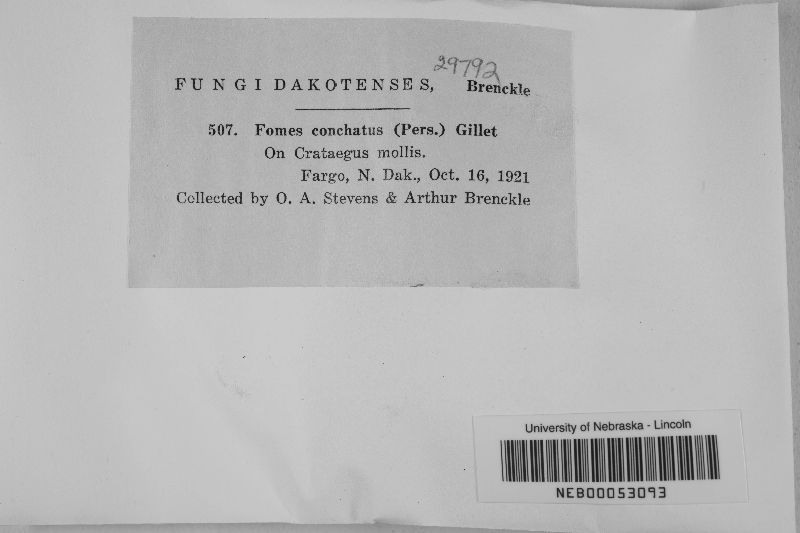 29792
FUNGI DAKOTENSES, Brenckle
507. Fomes conchatus (Pers.) Gillet
On Crataegus mollis.
Fargo, N. Dak., Oct. 16, 1921
Collected by O. A. Stevens & Arthur Brenckle
University of Nebraska - Lincoln
NEB00053093